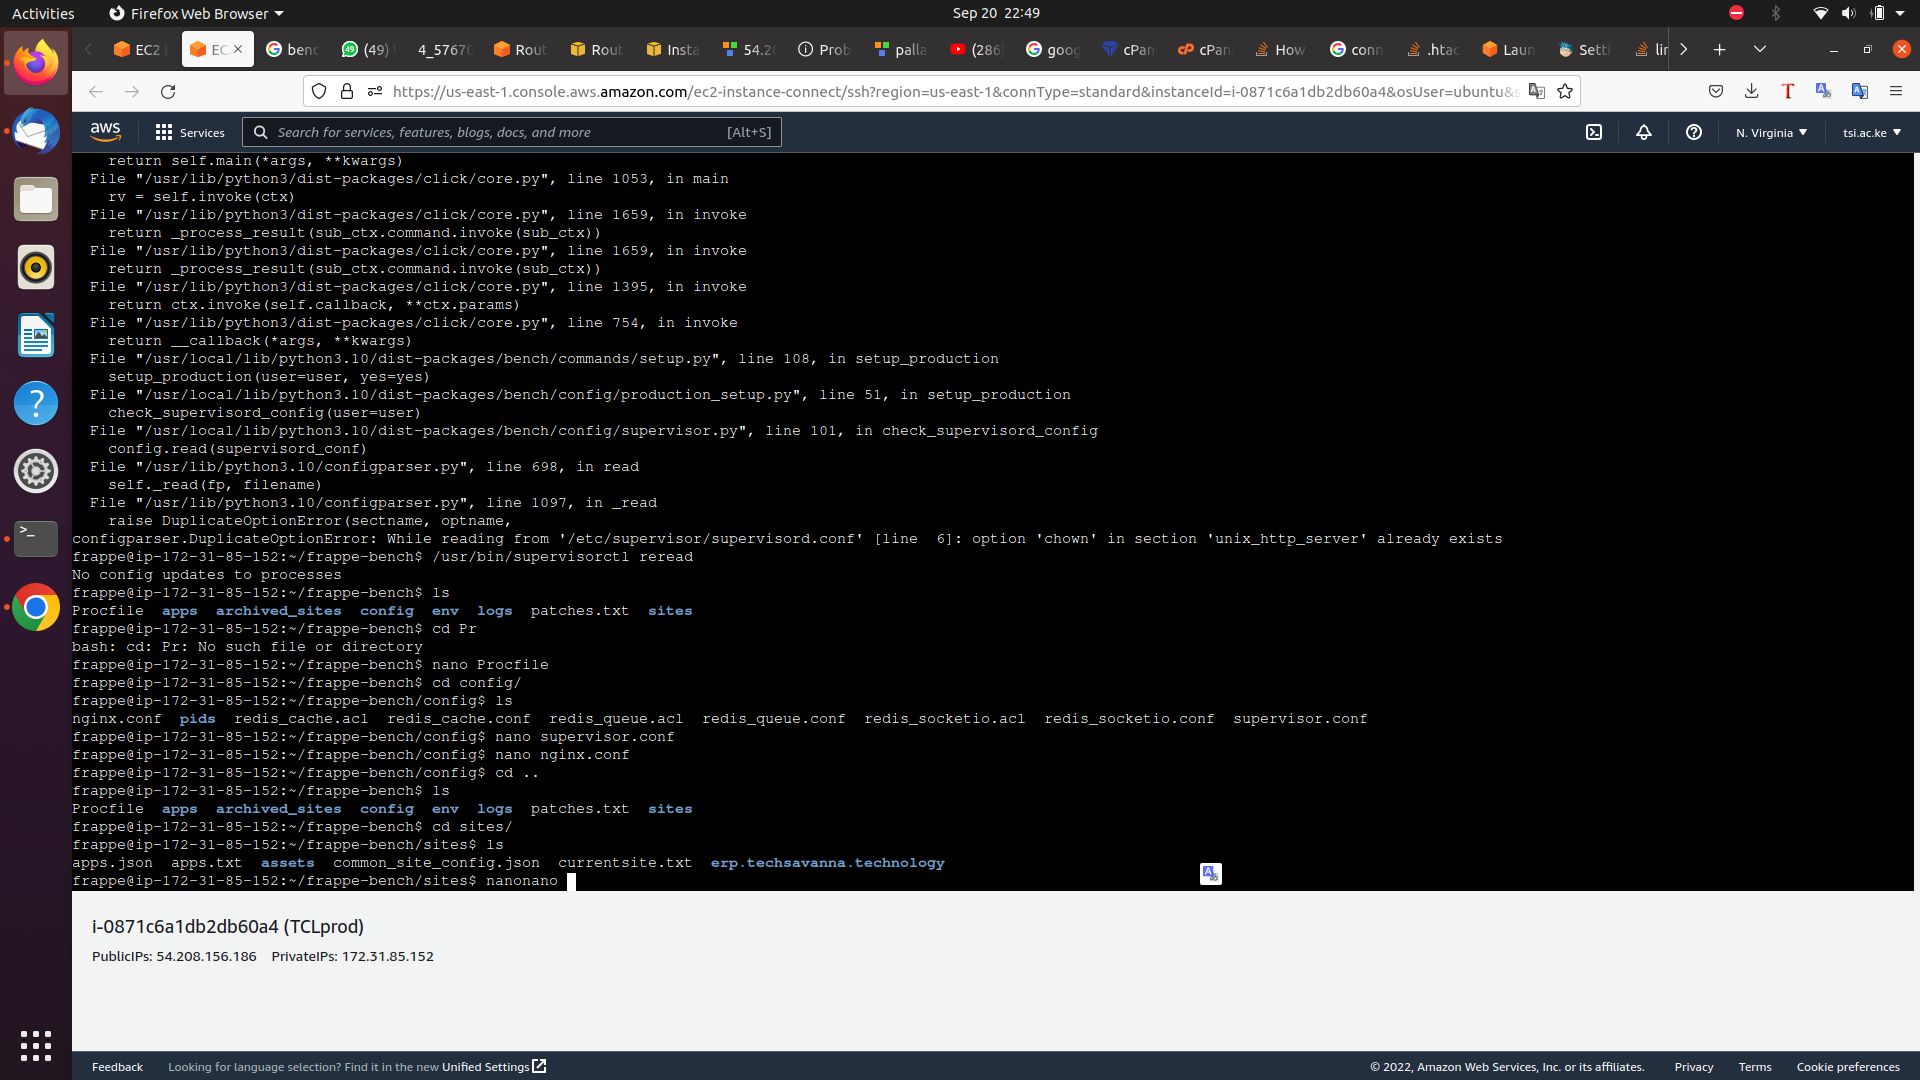 Activities
Firefox Web Browser
Sep 20 22:49
EC2
EC
benc
(49)
4_5767
Rout
Rout
Insta
54.20
Prob
palla
(286)
goog
cPan
cPan
How
conn
.htac
Laun
Setti
lin
https://us-east-1.console.aws.amazon.com/ec2-instance-connect/ssh?region=us-east-1&connType=standard&instanceId=i-0871c6a1db2db60a4&osUser=ubuntu&s
aws
Services
Search for services, features, blogs, docs, and more
[Alt+S]
N. Virginia
tsi.ac.ke
return self.main(*args, **kwargs)
File "/usr/lib/python3/dist-packages/click/core.py", line 1053, in main
rv = self.invoke(ctx)
File "/usr/lib/python3/dist-packages/click/core.py", line 1659, in invoke
return _process_result(sub_ctx.command.invoke(sub_ctx))
File "/usr/lib/python3/dist-packages/click/core.py", line 1659, in invoke
return _process_result(sub_ctx.command.invoke(sub_ctx))
File "/usr/lib/python3/dist-packages/click/core.py", line 1395, in invoke
return ctx.invoke(self.callback, **ctx.params)
File "/usr/lib/python3/dist-packages/click/core.py", line 754, in invoke
return __callback(*args, **kwargs)
File "/usr/local/lib/python3.10/dist-packages/bench/commands/setup.py", line 108, in setup_production
setup_production(user=user, yes=yes)
File "/usr/local/lib/python3.10/dist-packages/bench/config/production_setup.py", line 51, in setup_production
check_supervisord_config(user=user)
File "/usr/local/lib/python3.10/dist-packages/bench/config/supervisor.py", line 101, in check_supervisord_config
config.read(supervisord_conf)
File "/usr/lib/python3.10/configparser.py", line 698, in read
self._read(fp, filename)
File "/usr/lib/python3.10/configparser.py", line 1097, in _read
raise DuplicateOptionError(sectname, optname,
configparser.DuplicateOptionError: While reading from '/etc/supervisor/supervisord.conf' [line  6]: option 'chown' in section 'unix_http_server' already exists
frappe@ip-172-31-85-152:~/frappe-bench$ /usr/bin/supervisorctl reread
No config updates to processes
frappe@ip-172-31-85-152:~/frappe-bench$ ls
Procfile  apps  archived_sites  config  env  logs  patches.txt  sites
frappe@ip-172-31-85-152:~/frappe-bench$ cd Pr
bash: cd: Pr: No such file or directory
frappe@ip-172-31-85-152:~/frappe-bench$ nano Procfile
frappe@ip-172-31-85-152:~/frappe-bench$ cd config/
frappe@ip-172-31-85-152:~/frappe-bench/config$ ls
nginx.conf  pids  redis_cache.acl  redis_cache.conf  redis_queue.acl  redis_queue.conf  redis_socketio.acl  redis_socketio.conf  supervisor.conf
frappe@ip-172-31-85-152:~/frappe-bench/config$ nano supervisor.conf
frappe@ip-172-31-85-152:~/frappe-bench/config$ nano nginx.conf
frappe@ip-172-31-85-152:~/frappe-bench/config$ cd ..
frappe@ip-172-31-85-152:~/frappe-bench$ ls
Procfile  apps  archived_sites  config  env  logs  patches.txt  sites
frappe@ip-172-31-85-152:~/frappe-bench$ cd sites/
frappe@ip-172-31-85-152:~/frappe-bench/sites$ ls
apps.json  apps.txt  assets  common_site_config.json  currentsite.txt  erp.techsavanna.technology
frappe@ip-172-31-85-152:~/frappe-bench/sites$ nanonano
i-0871c6a1db2db60a4 (TCLprod)
PublicIPs: 54.208.156.186    PrivateIPs: 172.31.85.152
Feedback
Looking for language selection? Find it in the new Unified Settings
© 2022, Amazon Web Services, Inc. or its affiliates.
Privacy
Terms
Cookie preferences